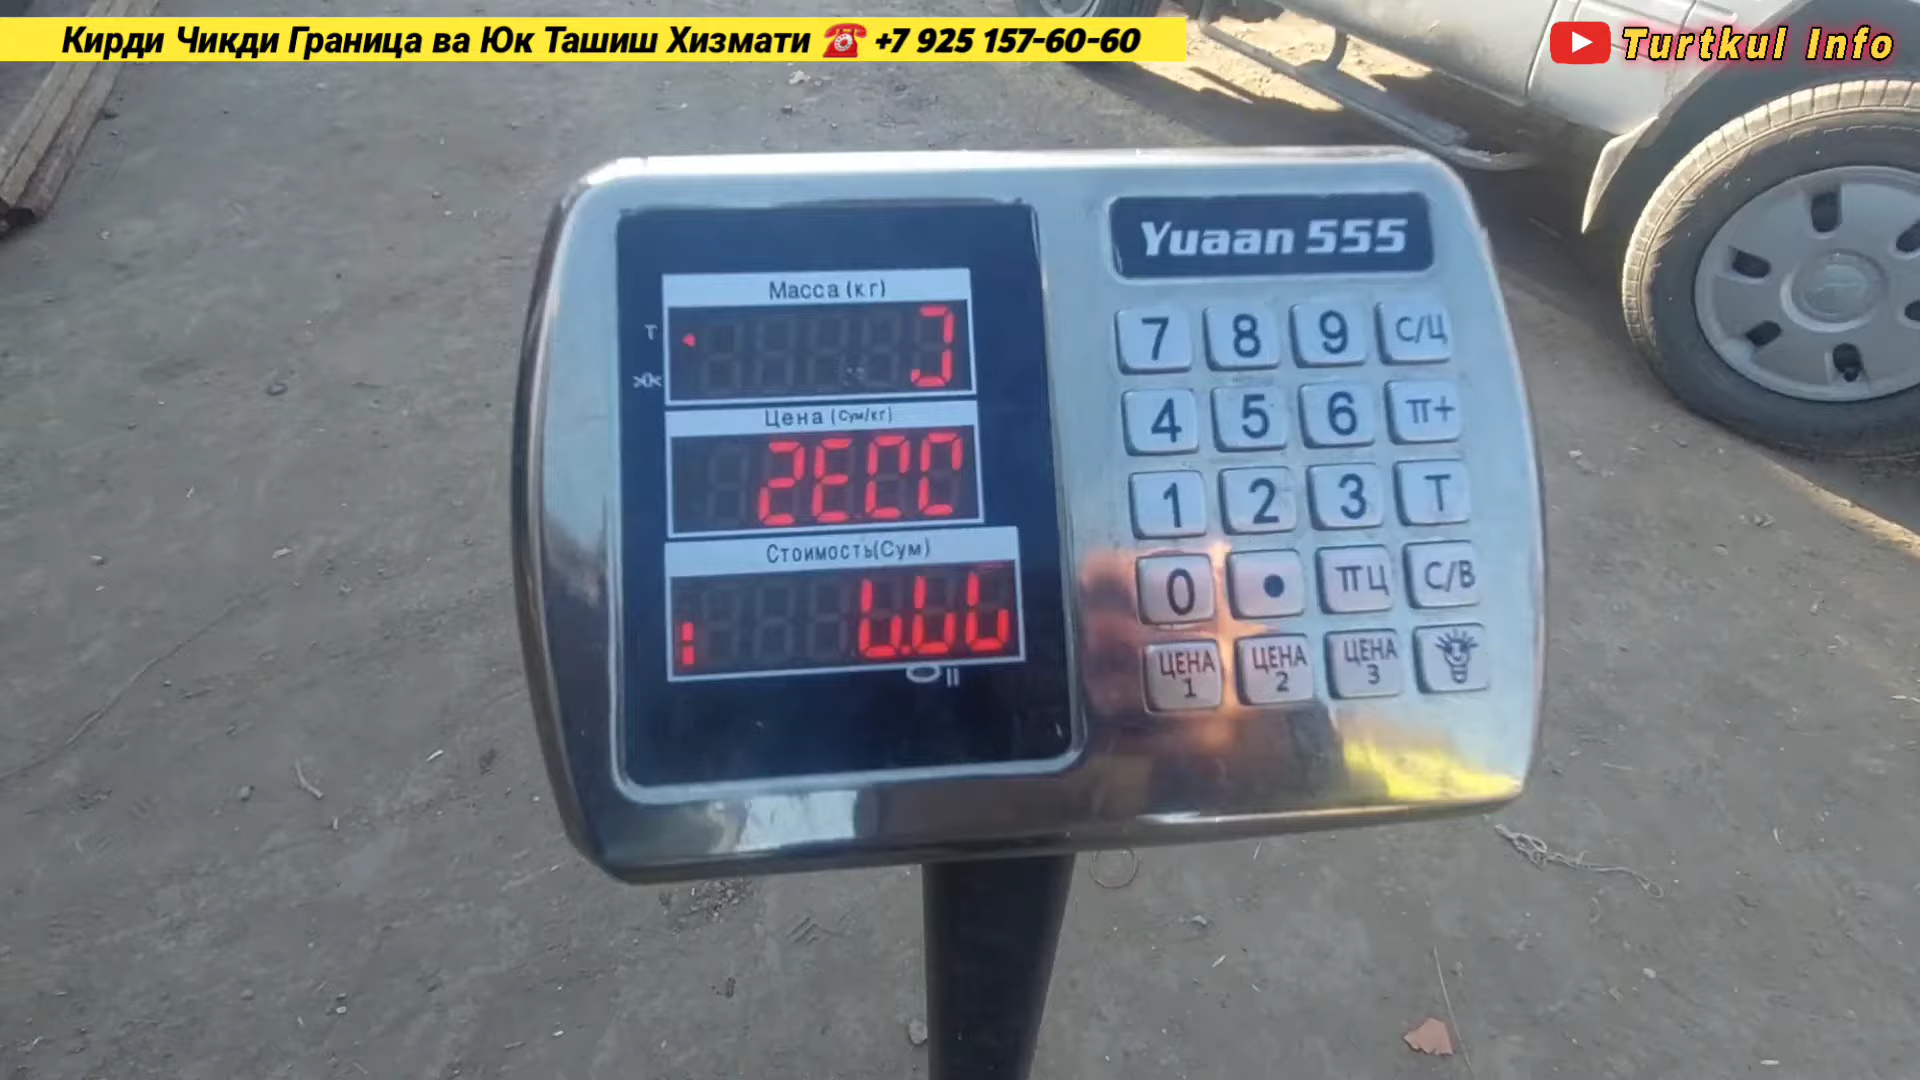 Кирди Чикди Граница ва Юк Ташиш Хизмати ☎ +7 925 157-60-60
Turtkul Info
Yuaan 555
Масса (кг)
Т
>0<
Цена (Сум/кг)
Стоимость(Сум)
7 8 9 С/Ц
4 5 6 П+
1 2 3 Т
0 • ПЦ С/В
ЦЕНА 1 ЦЕНА 2 ЦЕНА 3